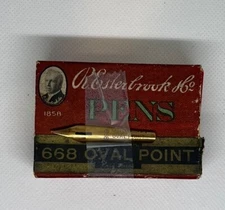 R. Esterbrook & Co
1858
PENS
668 OVAL POINT